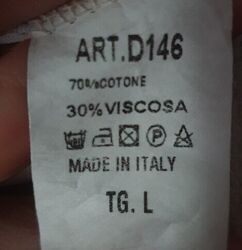 ART.D146
70%COTONE
30% VISCOSA
MADE IN ITALY
TG. L